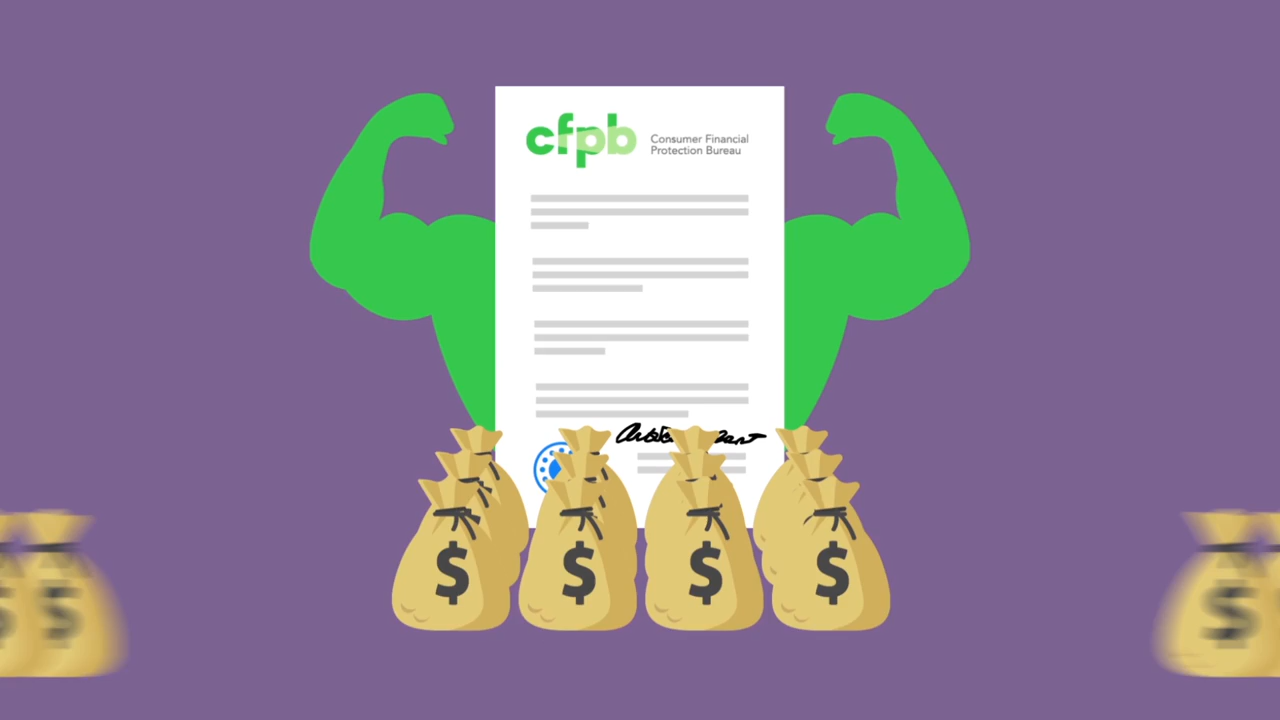 cfpb
Consumer Financial
Protection Bureau
$ $ $ $